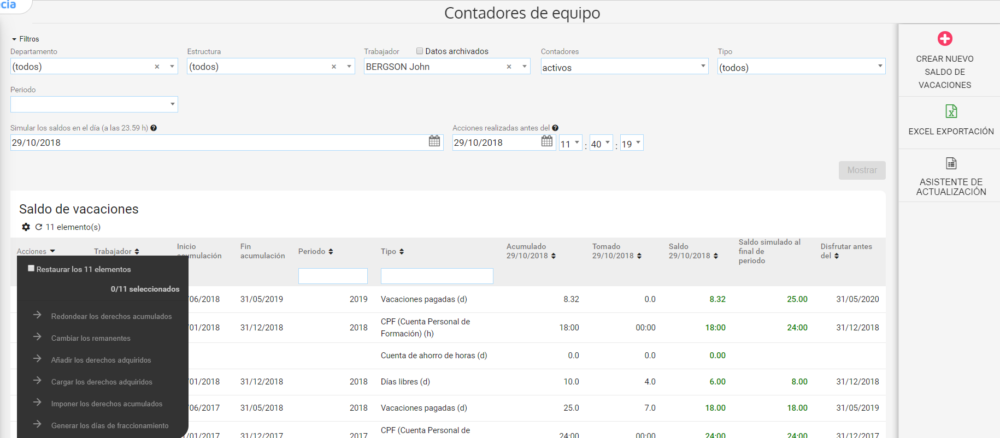 cia
Contadores de equipo
Filtros
Departamento
Estructura
Trabajador
Datos archivados
Contadores
Tipo
(todos) ×
(todos) ×
BERGSON John ×
activos
(todos)
Periodo
Simular los saldos en el día (a las 23.59 h)
Acciones realizadas antes del
29/10/2018
29/10/2018
11 : 40 : 19
Mostrar
CREAR NUEVO
SALDO DE
VACACIONES
EXCEL EXPORTACIÓN
ASISTENTE DE
ACTUALIZACIÓN
Saldo de vacaciones
11 elemento(s)
Acciones
Trabajador
Inicio
acumulación
Fin
acumulación
Periodo
Tipo
Acumulado
29/10/2018
Tomado
29/10/2018
Saldo
29/10/2018
Saldo simulado al
final de
periodo
Disfrutar antes
del
Restaurar los 11 elementos
0/11 seleccionados
Redondear los derechos acumulados
Cambiar los remanentes
Añadir los derechos adquiridos
Cargar los derechos adquiridos
Imponer los derechos acumulados
Generar los días de fraccionamiento
/06/2018 31/05/2019 2019 Vacaciones pagadas (d) 8.32 0.0 8.32 25.00 31/05/2020
/01/2018 31/12/2018 2018 CPF (Cuenta Personal de
Formación) (h) 18:00 00:00 18:00 24:00 31/12/2018
Cuenta de ahorro de horas (d) 0.0 0.0 0.00
/01/2018 31/12/2018 2018 Días libres (d) 10.0 4.0 6.00 8.00 31/12/2018
/06/2017 31/05/2018 2018 Vacaciones pagadas (d) 25.0 7.0 18.00 18.00 31/05/2019
/01/2017 31/12/2017 2017 CPF (Cuenta Personal de 24:00 00:00 24:00 24:00 31/12/2017